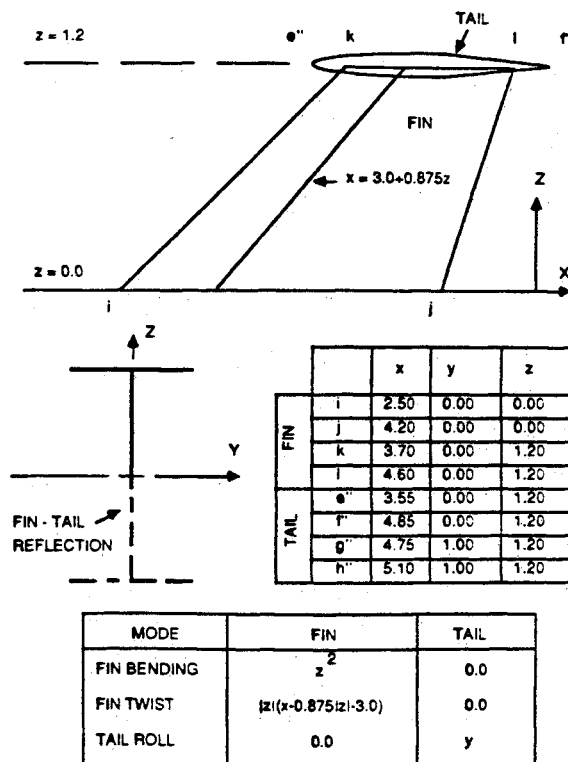 TAIL
z = 1.2
e" k l f"
FIN
x = 3.0+0.875z
Z
z = 0.0
X
i j
Z
Y
FIN - TAIL
REFLECTION
x y z
FIN
i 2.50 0.00 0.00
j 4.20 0.00 0.00
k 3.70 0.00 1.20
l 4.60 0.00 1.20
TAIL
e" 3.55 0.00 1.20
f" 4.85 0.00 1.20
g" 4.75 1.00 1.20
h" 5.10 1.00 1.20
MODE FIN TAIL
FIN BENDING z² 0.0
FIN TWIST |z|(x-0.875|z|-3.0) 0.0
TAIL ROLL 0.0 y